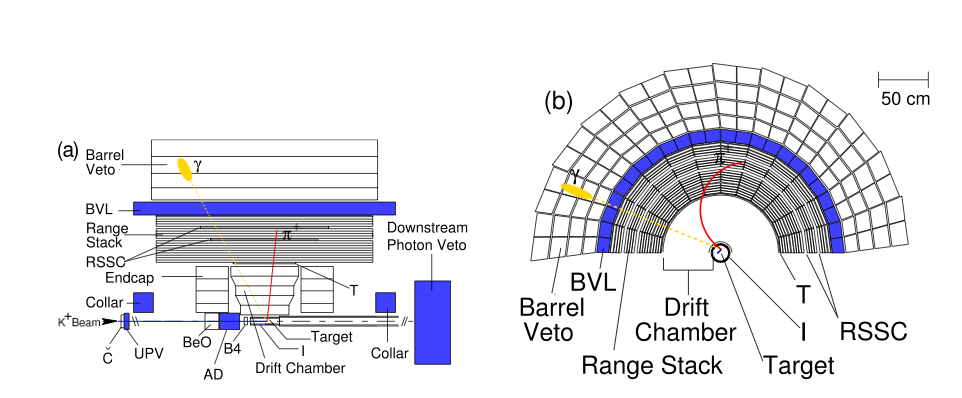 (a)
Barrel
Veto
γ
BVL
Range
Stack
π+
Downstream
Photon Veto
RSSC
Endcap
T
Collar
K+Beam
Č
UPV
BeO
AD
B4
Target
I
Drift Chamber
Collar
(b)
50 cm
π
γ
BVL
Barrel
Veto
Drift
Chamber
Range Stack
T
I
RSSC
Target